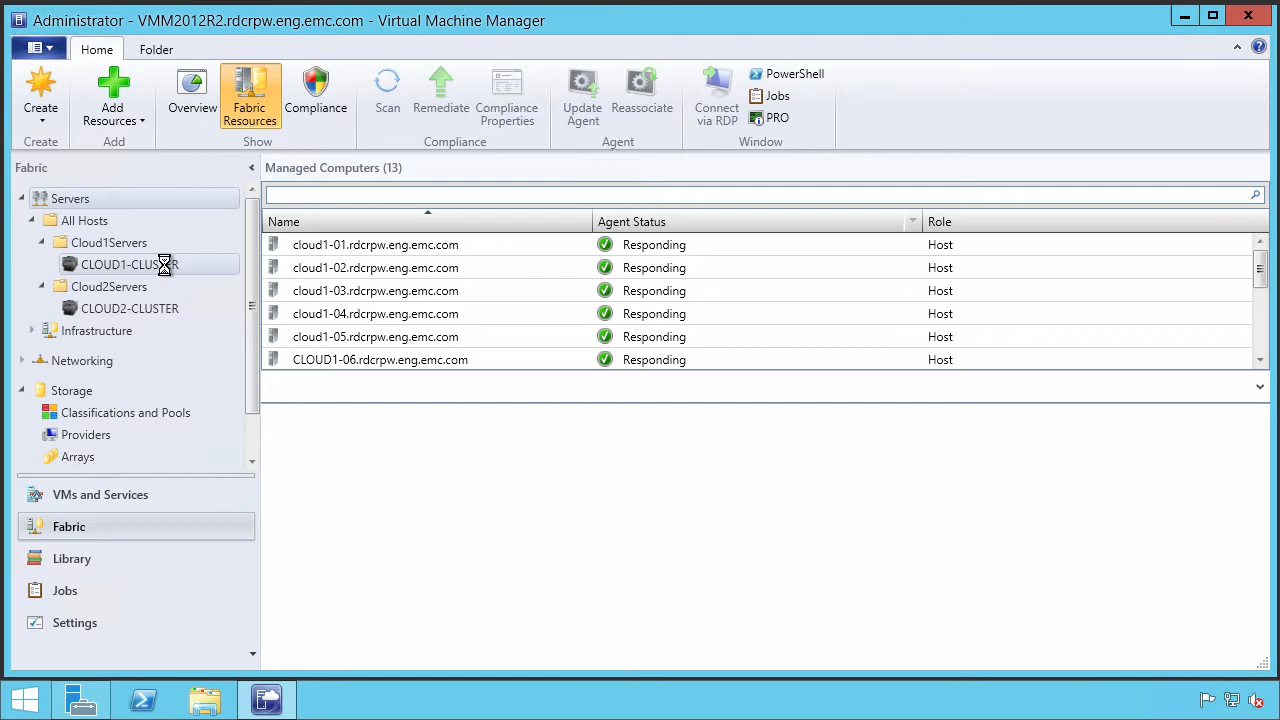 Administrator - VMM2012R2.rdcrpw.eng.emc.com - Virtual Machine Manager
Home Folder
Create
Add Resources
Overview
Fabric Resources
Compliance
Scan
Remediate
Compliance Properties
Update Agent
Reassociate
Connect via RDP
PowerShell
Jobs
PRO
Create Add Show Compliance Agent Window
Fabric
Servers
All Hosts
Cloud1Servers
CLOUD1-CLUSTER
Cloud2Servers
CLOUD2-CLUSTER
Infrastructure
Networking
Storage
Classifications and Pools
Providers
Arrays
VMs and Services
Fabric
Library
Jobs
Settings
Managed Computers (13)
Name Agent Status Role
cloud1-01.rdcrpw.eng.emc.com Responding Host
cloud1-02.rdcrpw.eng.emc.com Responding Host
cloud1-03.rdcrpw.eng.emc.com Responding Host
cloud1-04.rdcrpw.eng.emc.com Responding Host
cloud1-05.rdcrpw.eng.emc.com Responding Host
CLOUD1-06.rdcrpw.eng.emc.com Responding Host